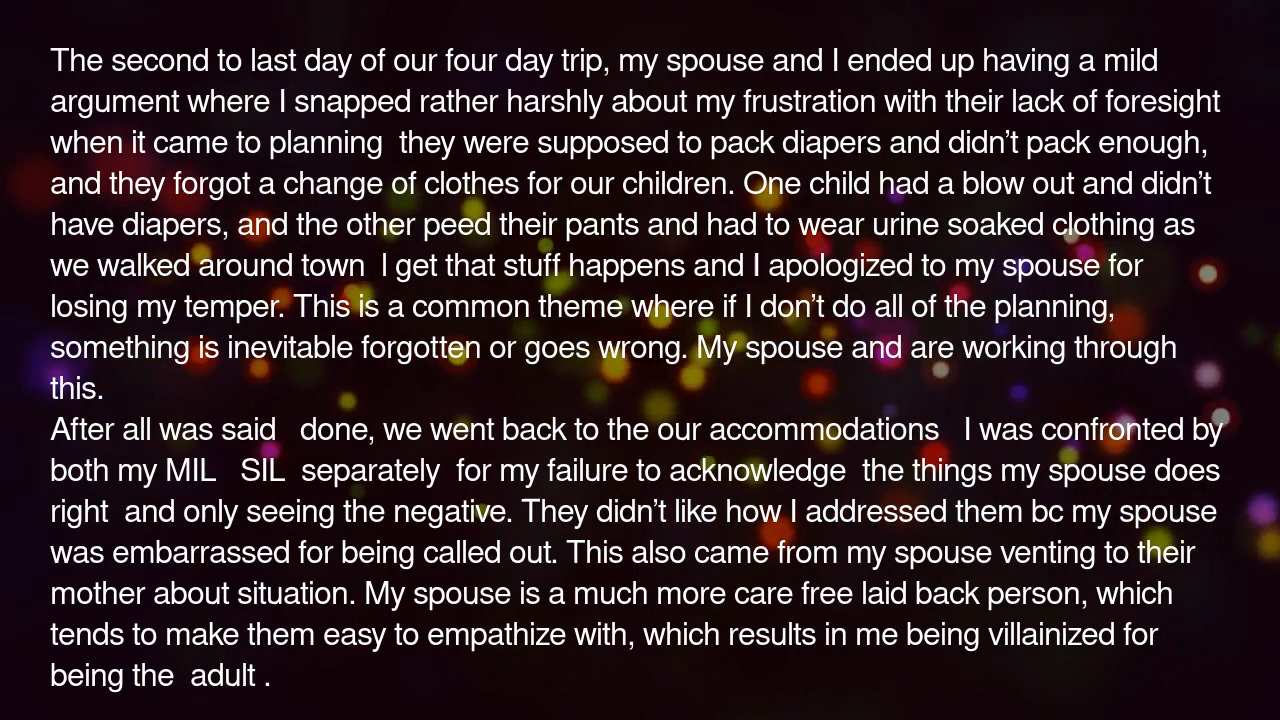 The second to last day of our four day trip, my spouse and I ended up having a mild
argument where I snapped rather harshly about my frustration with their lack of foresight
when it came to planning  they were supposed to pack diapers and didn’t pack enough,
and they forgot a change of clothes for our children. One child had a blow out and didn’t
have diapers, and the other peed their pants and had to wear urine soaked clothing as
we walked around town  I get that stuff happens and I apologized to my spouse for
losing my temper. This is a common theme where if I don’t do all of the planning,
something is inevitable forgotten or goes wrong. My spouse and are working through
this.
After all was said   done, we went back to the our accommodations   I was confronted by
both my MIL   SIL  separately  for my failure to acknowledge  the things my spouse does
right  and only seeing the negative. They didn’t like how I addressed them bc my spouse
was embarrassed for being called out. This also came from my spouse venting to their
mother about situation. My spouse is a much more care free laid back person, which
tends to make them easy to empathize with, which results in me being villainized for
being the  adult .